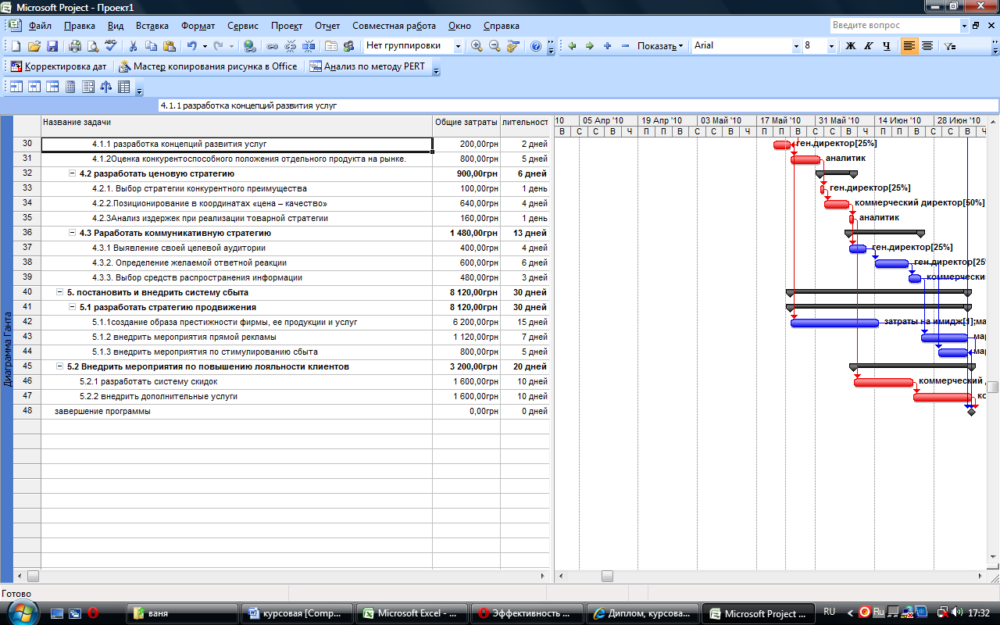 Microsoft Project - Проект1
Файл Правка Вид Вставка Формат Сервис Проект Отчет Совместная работа Окно Справка Введите вопрос
Нет группировки Показать Arial 8 Ж К Ч
Корректировка дат Мастер копирования рисунка в Office Анализ по методу PERT
4.1.1 разработка концепций развития услуг
Название задачи Общие затраты лительност 10 05 Апр '10 19 Апр '10 03 Май '10 17 Май '10 31 Май '10 14 Июн '10 28 Июн '10
В С С В Ч П П В С С В Ч П П В С С В Ч П П В С С В Ч
30 4.1.1 разработка концепций развития услуг 200,00грн 2 дней ген.директор[25%]
31 4.1.2Оценка конкурентоспособного положения отдельного продукта на рынке. 800,00грн 5 дней аналитик
32 4.2 разработать ценовую стратегию 900,00грн 6 дней
33 4.2.1. Выбор стратегии конкурентного преимущества 100,00грн 1 день ген.директор[25%]
34 4.2.2.Позиционирование в координатах «цена – качество» 640,00грн 4 дней коммерческий директор[50%]
35 4.2.3Анализ издержек при реализации товарной стратегии 160,00грн 1 день аналитик
36 4.3 Раработать коммуникативную стратегию 1 480,00грн 13 дней
37 4.3.1 Выявление своей целевой аудитории 400,00грн 4 дней ген.директор[25%]
38 4.3.2. Определение желаемой ответной реакции 600,00грн 6 дней ген.директор[25
39 4.3.3. Выбор средств распространения информации 480,00грн 3 дней коммерчески
40 5. постановить и внедрить систему сбыта 8 120,00грн 30 дней
41 5.1 разработать стратегию продвижения 8 120,00грн 30 дней
42 5.1.1создание образа престижности фирмы, ее продукции и услуг 6 200,00грн 15 дней затраты на имидж[1];ма
43 5.1.2 внедрить мероприятия прямой рекламы 1 120,00грн 7 дней мар
44 5.1.3 внедрить мероприятия по стимулированию сбыта 800,00грн 5 дней мар
45 5.2 Внедрить мероприятия по повышению лояльности клиентов 3 200,00грн 20 дней
46 5.2.1 разработать систему скидок 1 600,00грн 10 дней коммерческий
47 5.2.2 внедрить дополнительные услуги 1 600,00грн 10 дней ко
48 завершение программы 0,00грн 0 дней
Диаграмма Ганта
Готово
ваня курсовая [Comp... Microsoft Excel - ... Эффективность ... Диплом, курсова... Microsoft Project ... RU Ru 17:32